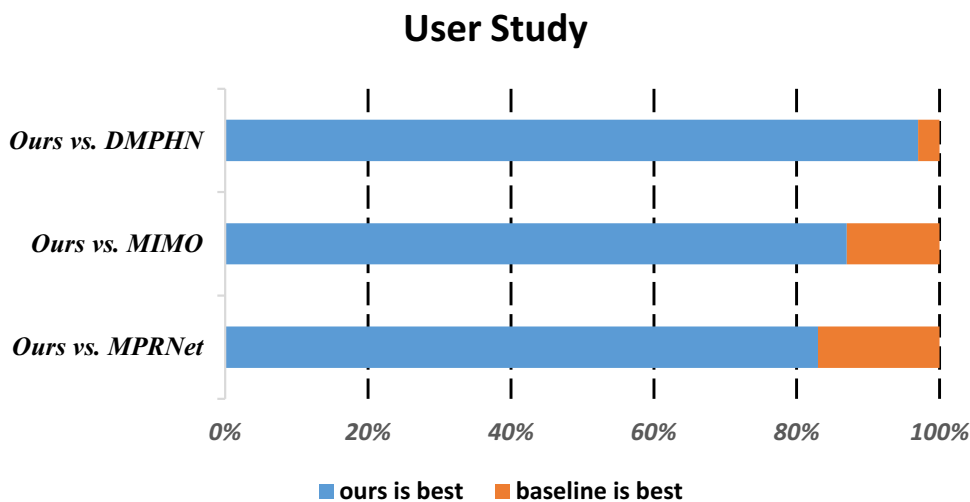 User Study
Ours vs. DMPHN
Ours vs. MIMO
Ours vs. MPRNet
0% 20% 40% 60% 80% 100%
ours is best baseline is best